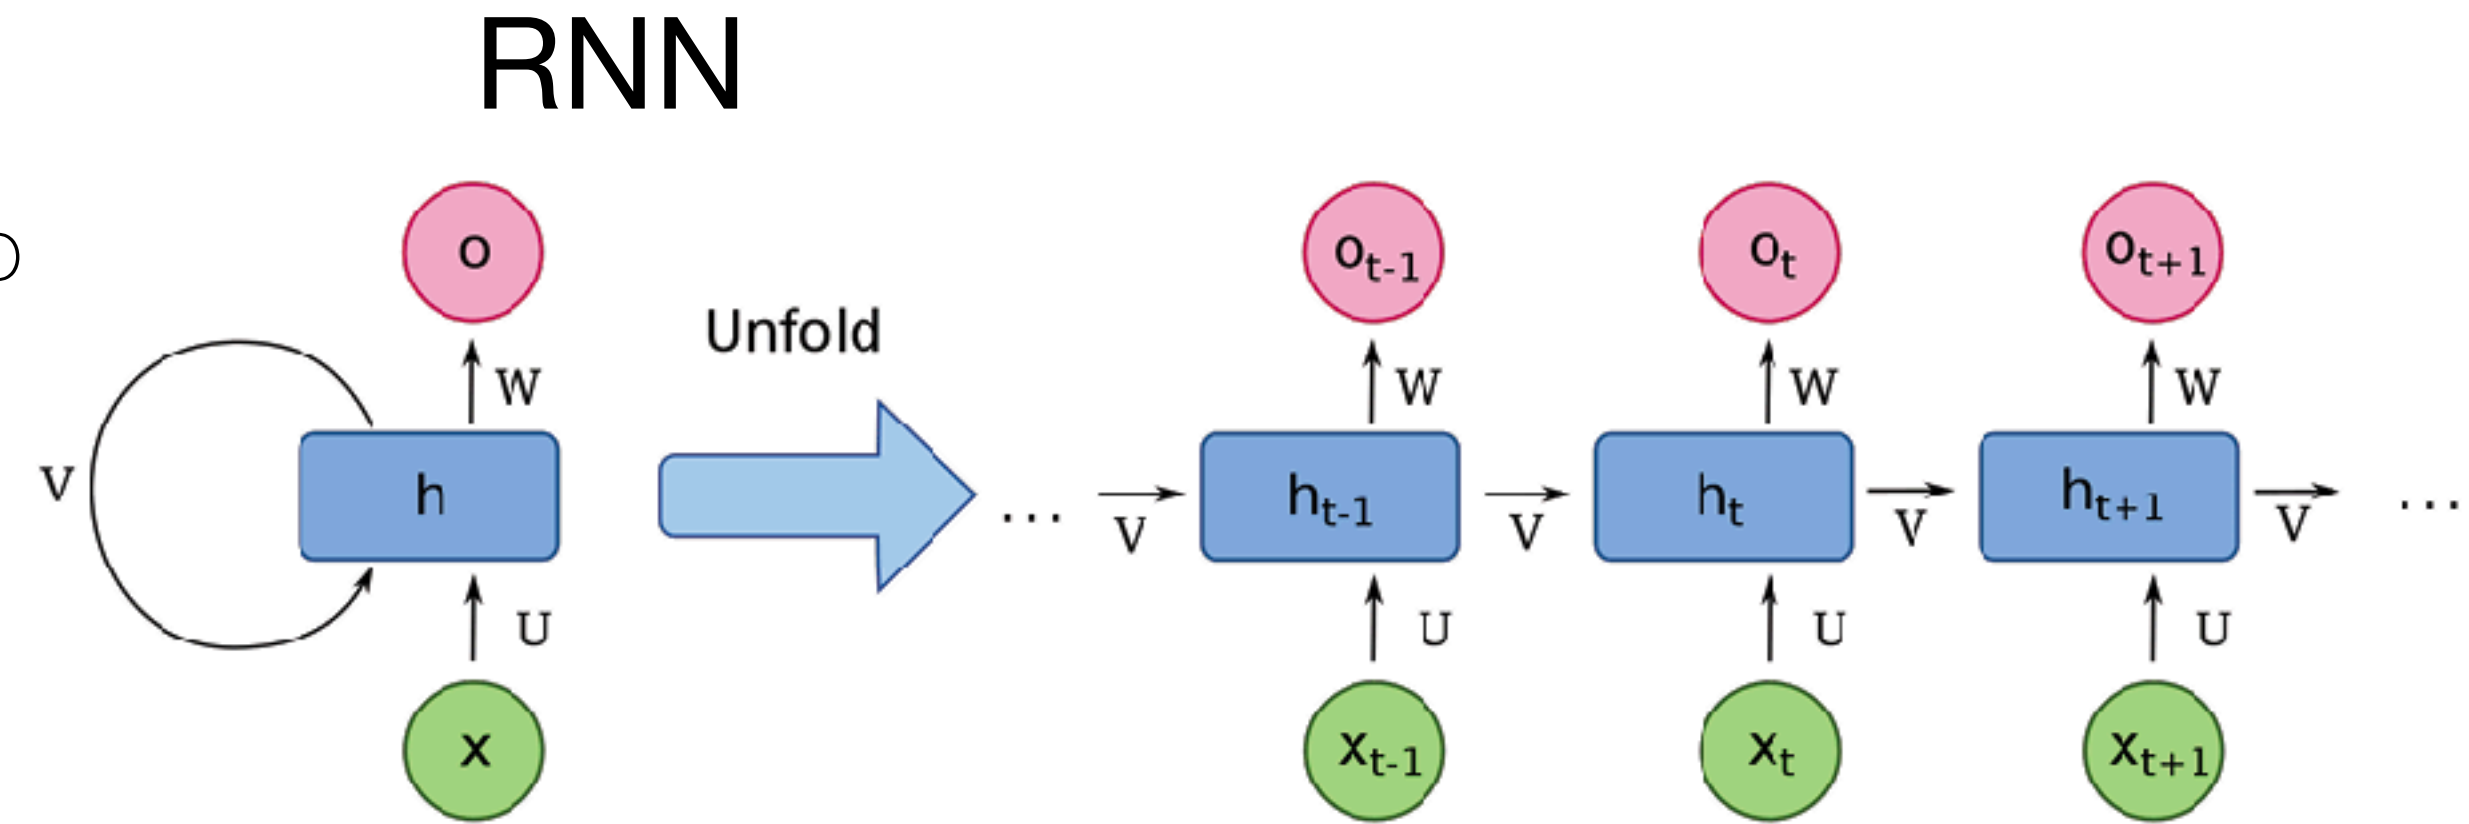 RNN
o o_{t-1} o_t o_{t+1}
Unfold
W W W W
V h ... V h_{t-1} V h_t V h_{t+1} V ...
U U U U
x x_{t-1} x_t x_{t+1}